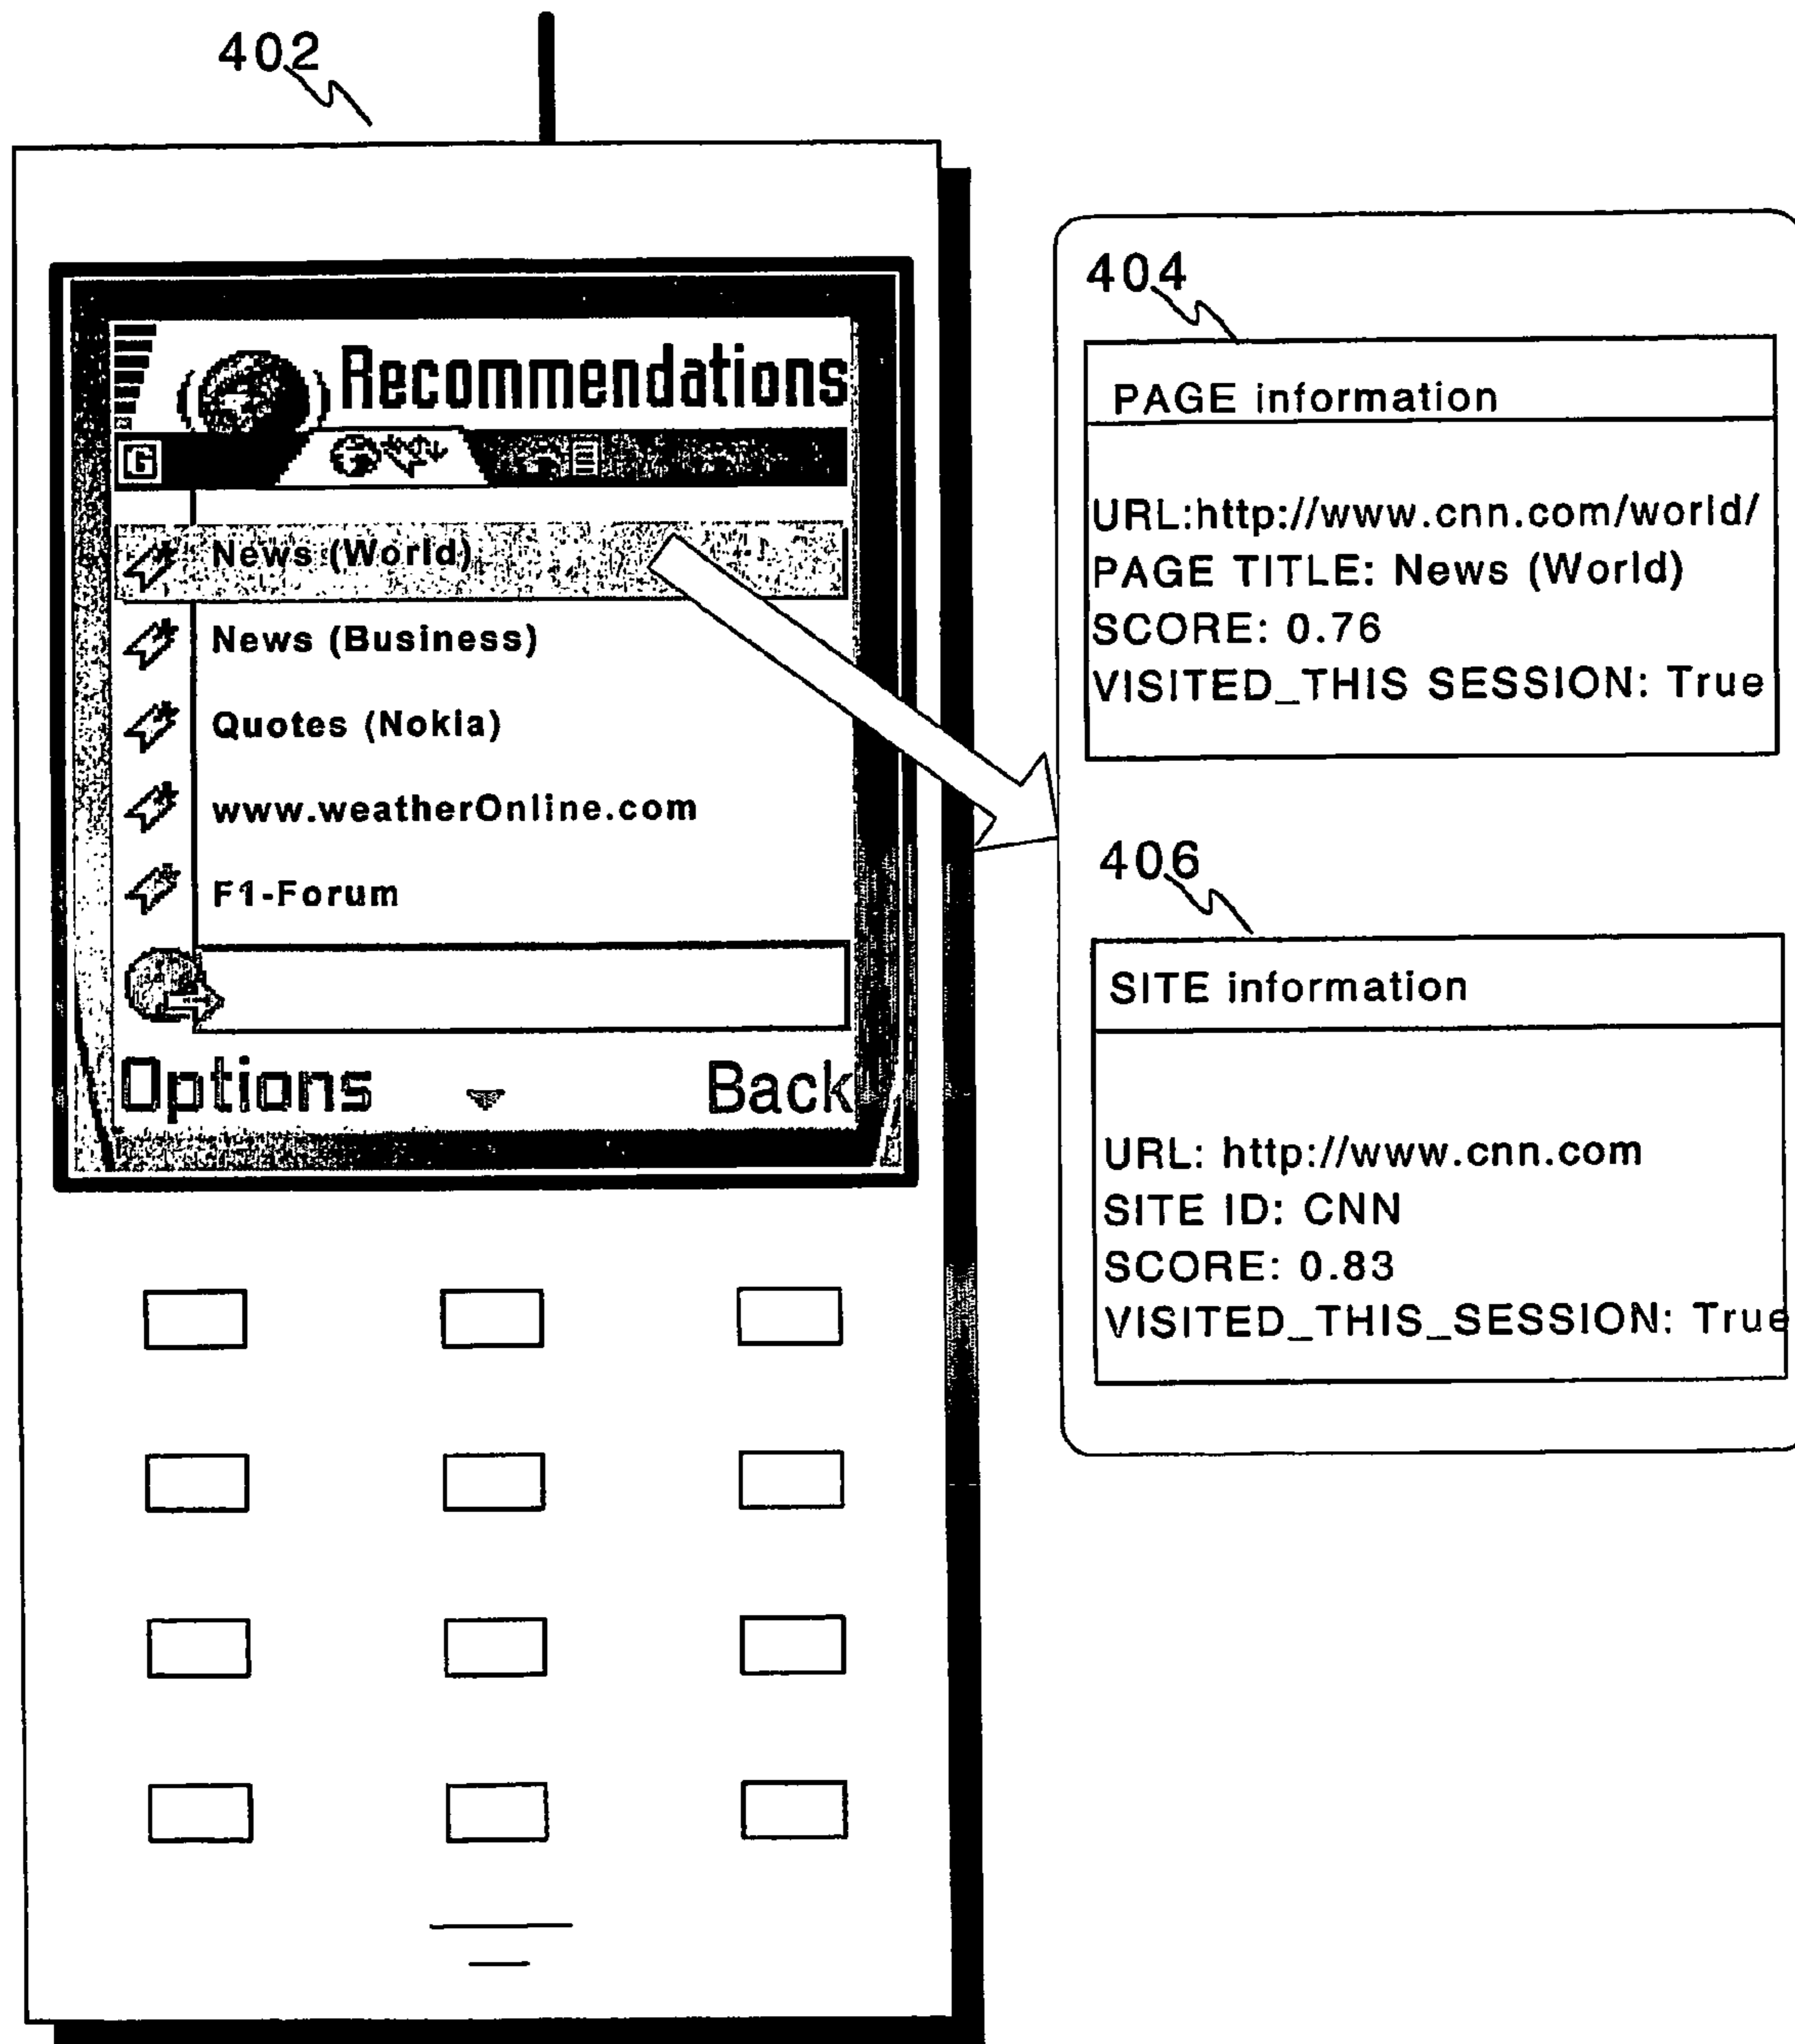 402
Recommendations
G
News (World)
News (Business)
Quotes (Nokia)
www.weatherOnline.com
F1-Forum
Options
Back
404
PAGE information
URL:http://www.cnn.com/world/
PAGE TITLE: News (World)
SCORE: 0.76
VISITED_THIS SESSION: True
406
SITE information
URL: http://www.cnn.com
SITE ID: CNN
SCORE: 0.83
VISITED_THIS_SESSION: True